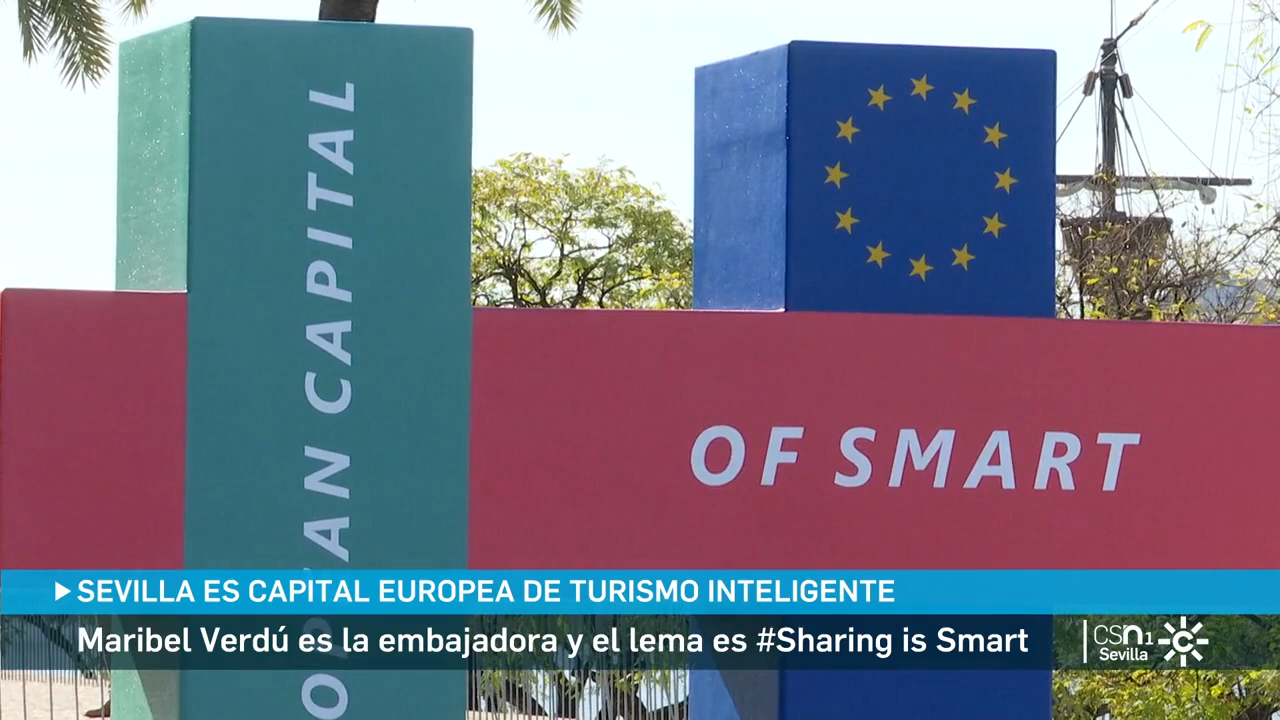 CAPITAL
OF SMART
SEVILLA ES CAPITAL EUROPEA DE TURISMO INTELIGENTE
Maribel Verdú es la embajadora y el lema es #Sharing is Smart
CSn1
Sevilla